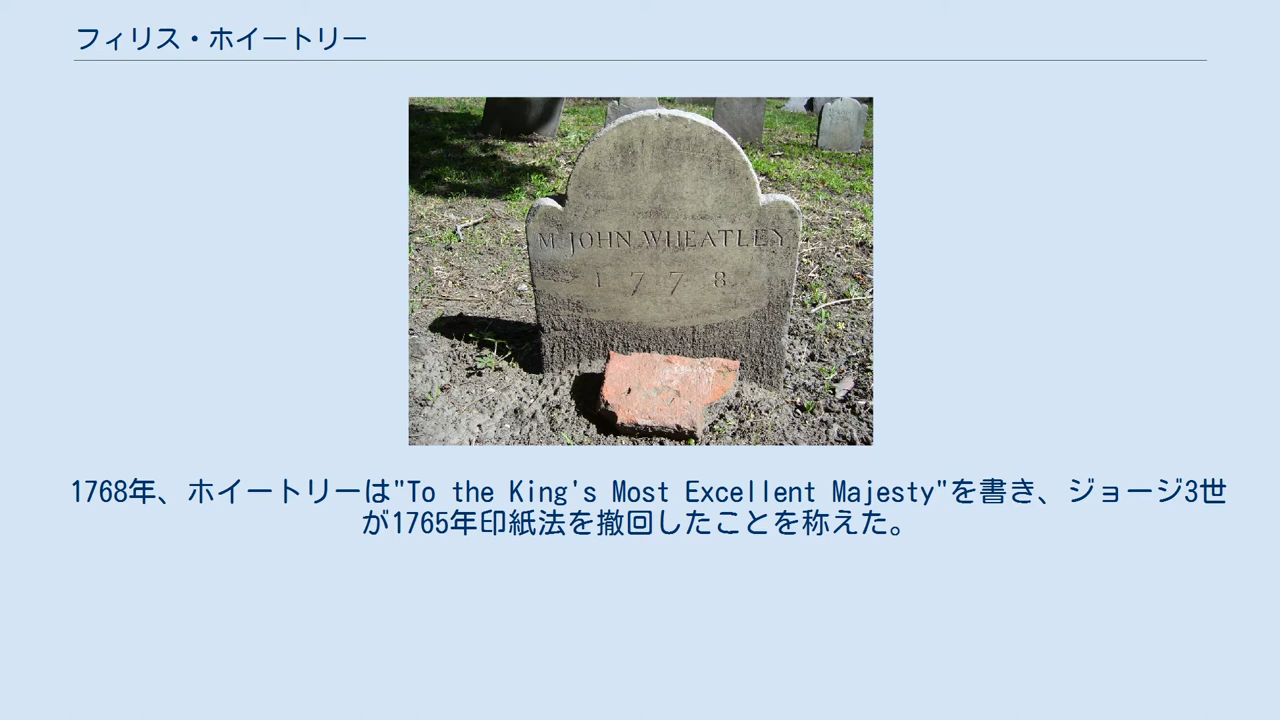 フィリス・ホイートリー
M JOHN WHEATLEY
1778
1768年、ホイートリーは"To the King's Most Excellent Majesty"を書き、ジョージ3世
が1765年印紙法を撤回したことを称えた。